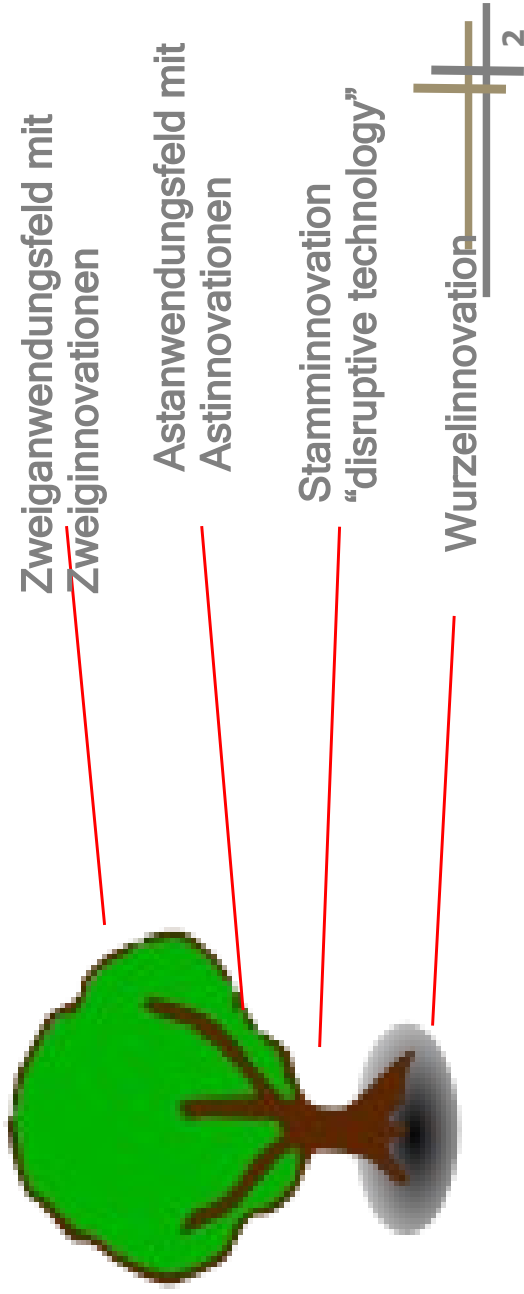 Zweiganwendungsfeld mit
Zweiginnovationen
Astanwendungsfeld mit
Astinnovationen
Stamminnovation
“disruptive technology”
Wurzelinnovation
2